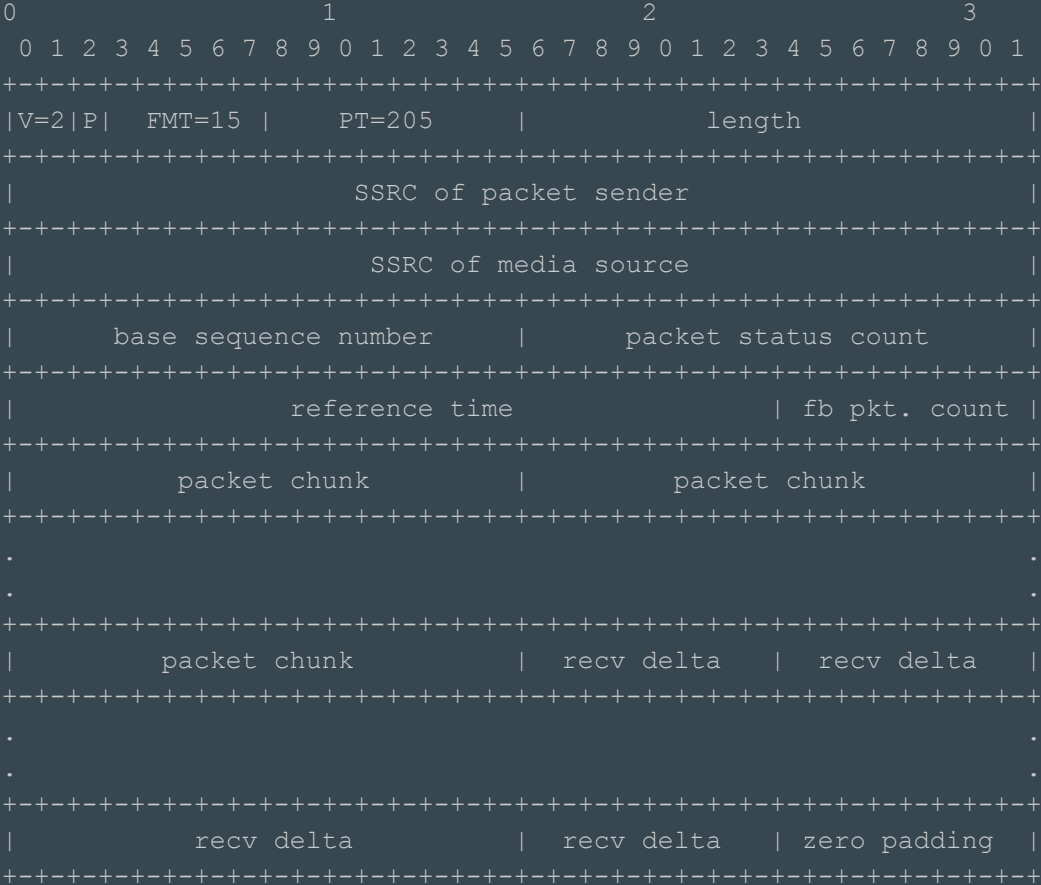 0                   1                   2                   3
 0 1 2 3 4 5 6 7 8 9 0 1 2 3 4 5 6 7 8 9 0 1 2 3 4 5 6 7 8 9 0 1
+-+-+-+-+-+-+-+-+-+-+-+-+-+-+-+-+-+-+-+-+-+-+-+-+-+-+-+-+-+-+-+-+
|V=2|P|  FMT=15 |    PT=205     |           length              |
+-+-+-+-+-+-+-+-+-+-+-+-+-+-+-+-+-+-+-+-+-+-+-+-+-+-+-+-+-+-+-+-+
|                     SSRC of packet sender                     |
+-+-+-+-+-+-+-+-+-+-+-+-+-+-+-+-+-+-+-+-+-+-+-+-+-+-+-+-+-+-+-+-+
|                      SSRC of media source                     |
+-+-+-+-+-+-+-+-+-+-+-+-+-+-+-+-+-+-+-+-+-+-+-+-+-+-+-+-+-+-+-+-+
|      base sequence number     |      packet status count      |
+-+-+-+-+-+-+-+-+-+-+-+-+-+-+-+-+-+-+-+-+-+-+-+-+-+-+-+-+-+-+-+-+
|                 reference time                | fb pkt. count |
+-+-+-+-+-+-+-+-+-+-+-+-+-+-+-+-+-+-+-+-+-+-+-+-+-+-+-+-+-+-+-+-+
|          packet chunk         |         packet chunk          |
+-+-+-+-+-+-+-+-+-+-+-+-+-+-+-+-+-+-+-+-+-+-+-+-+-+-+-+-+-+-+-+-+
.                                                               .
.                                                               .
+-+-+-+-+-+-+-+-+-+-+-+-+-+-+-+-+-+-+-+-+-+-+-+-+-+-+-+-+-+-+-+-+
|         packet chunk          |  recv delta   |  recv delta   |
+-+-+-+-+-+-+-+-+-+-+-+-+-+-+-+-+-+-+-+-+-+-+-+-+-+-+-+-+-+-+-+-+
.                                                               .
.                                                               .
+-+-+-+-+-+-+-+-+-+-+-+-+-+-+-+-+-+-+-+-+-+-+-+-+-+-+-+-+-+-+-+-+
|           recv delta          |  recv delta   | zero padding  |
+-+-+-+-+-+-+-+-+-+-+-+-+-+-+-+-+-+-+-+-+-+-+-+-+-+-+-+-+-+-+-+-+